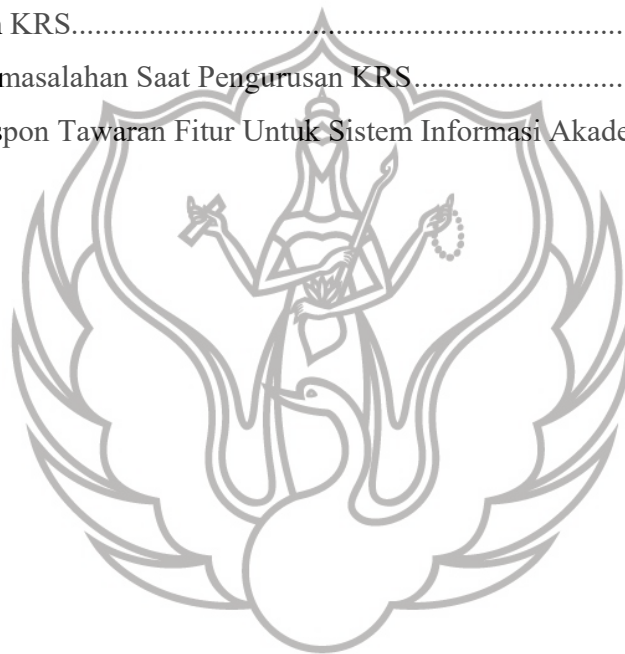 KRS.............................................................................
masalahan Saat Pengurusan KRS..............................
spon Tawaran Fitur Untuk Sistem Informasi Akade